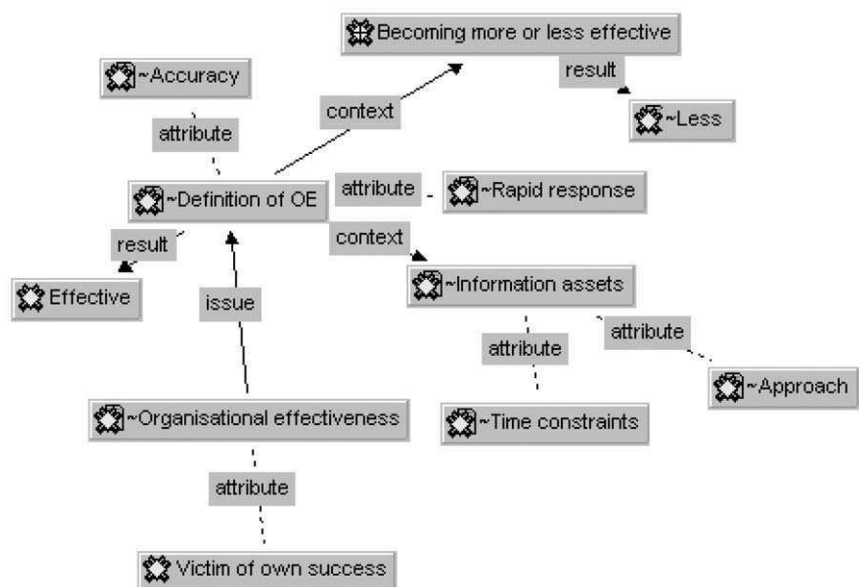 Becoming more or less effective
result
~Accuracy
context
~Less
attribute
attribute
~Rapid response
~Definition of OE
context
result
~Information assets
Effective
issue
attribute
attribute
~Approach
~Organisational effectiveness
~Time constraints
attribute
Victim of own success